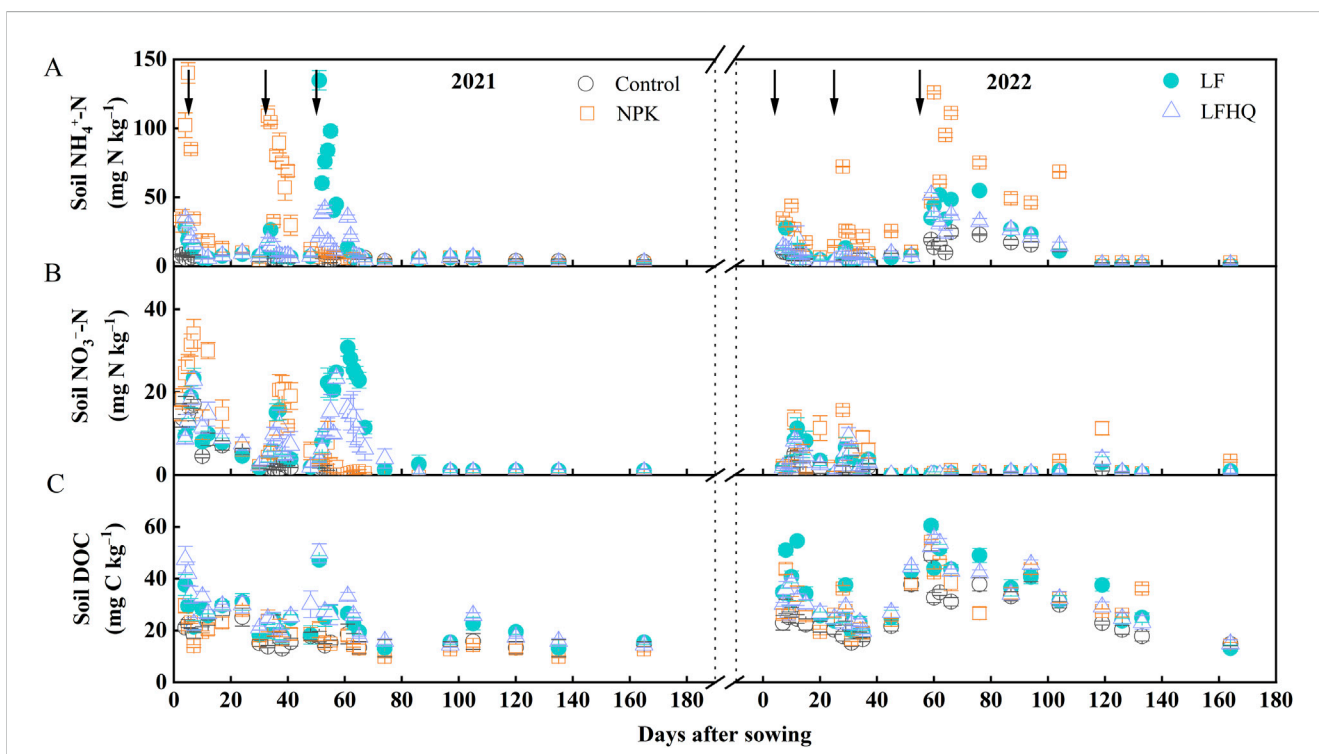 A
Soil NH₄⁺-N
(mg N kg⁻¹)
150
100
50
0
2021
Control
NPK
2022
LF
LFHQ
B
Soil NO₃⁻-N
(mg N kg⁻¹)
40
20
0
C
Soil DOC
(mg C kg⁻¹)
60
40
20
0
0 20 40 60 80 100 120 140 160 180 0 20 40 60 80 100 120 140 160 180
Days after sowing